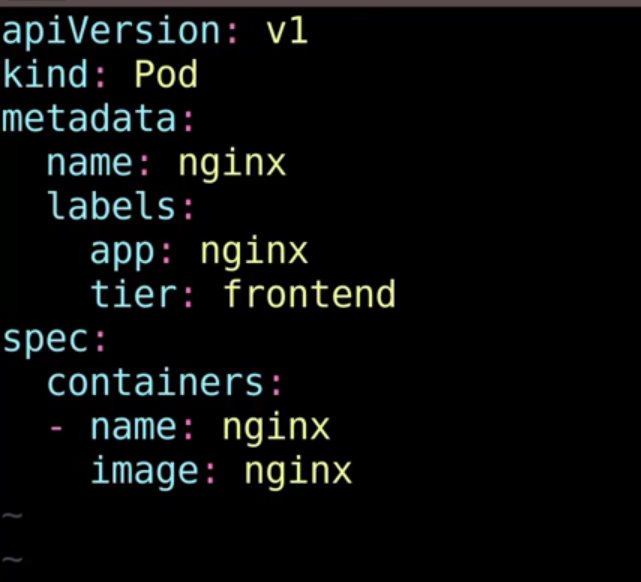 apiVersion: v1
kind: Pod
metadata:
  name: nginx
  labels:
    app: nginx
    tier: frontend
spec:
  containers:
  - name: nginx
    image: nginx
~
~